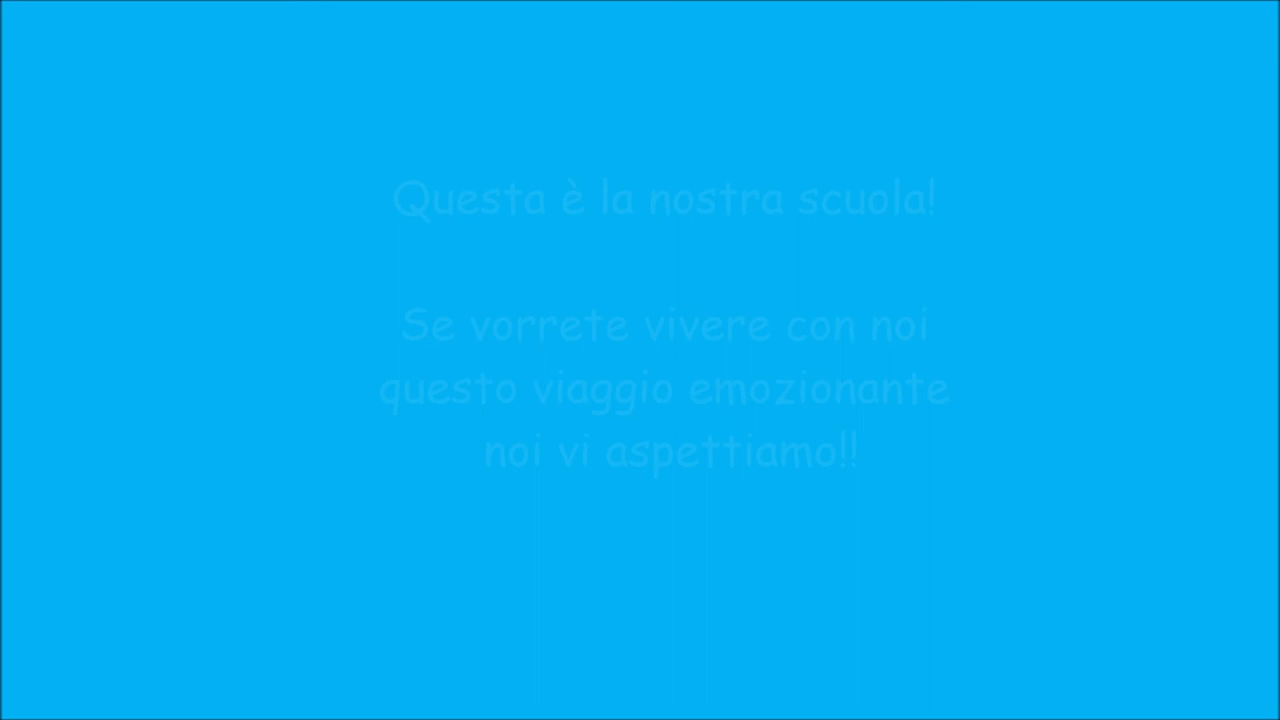 Questa è la nostra scuola!
Se vorrete vivere con noi
questo viaggio emozionante
noi vi aspettiamo!!